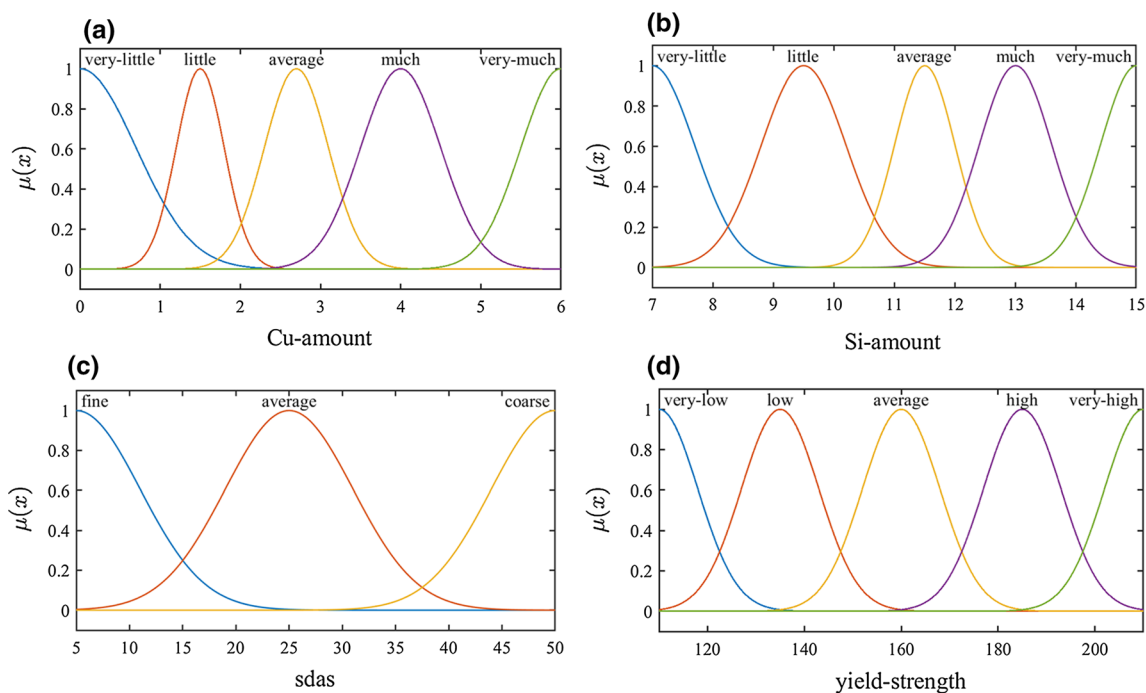 (a)
very-little little average much very-much
1
0.8
0.6
0.4
0.2
0
μ(x)
0 1 2 3 4 5 6
Cu-amount
(b)
very-little little average much very-much
1
0.8
0.6
0.4
0.2
0
μ(x)
7 8 9 10 11 12 13 14 15
Si-amount
(c)
fine average coarse
1
0.8
0.6
0.4
0.2
0
μ(x)
5 10 15 20 25 30 35 40 45 50
sdas
(d)
very-low low average high very-high
1
0.8
0.6
0.4
0.2
0
μ(x)
120 140 160 180 200
yield-strength